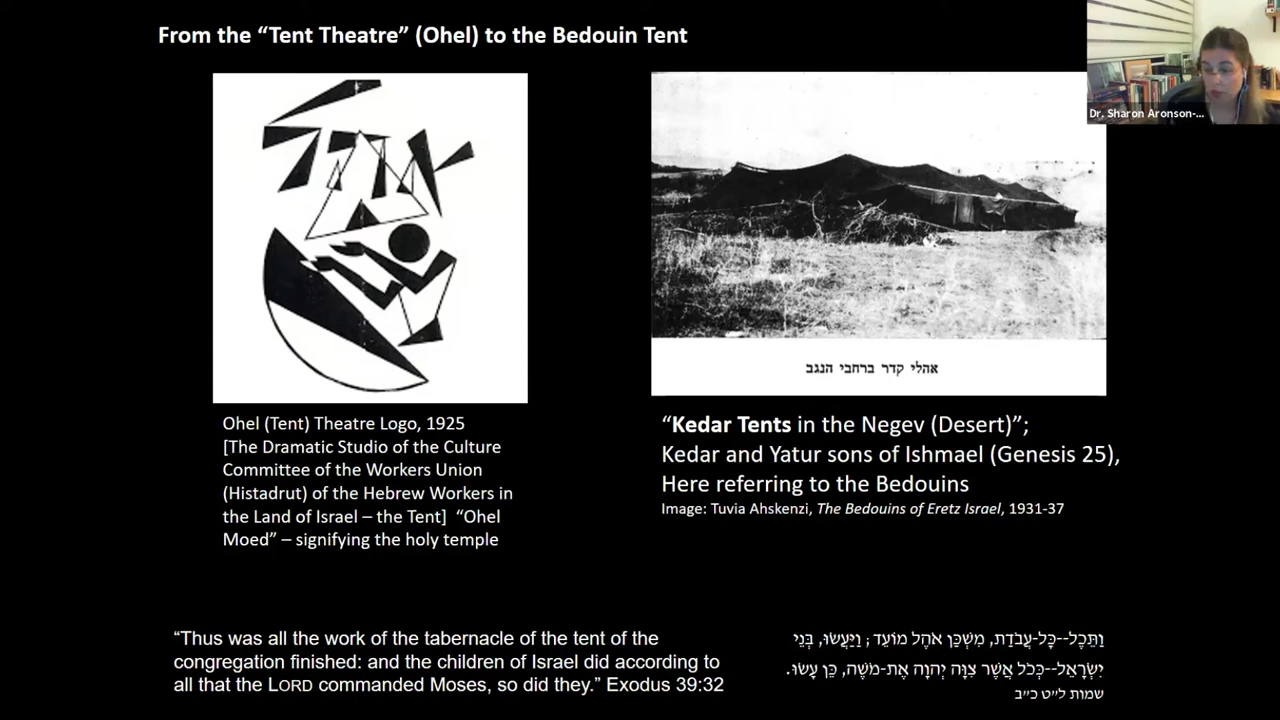 From the “Tent Theatre” (Ohel) to the Bedouin Tent
Dr. Sharon Aronson-...
אהל
אהלי קדר ברחבי הנגב
Ohel (Tent) Theatre Logo, 1925
[The Dramatic Studio of the Culture
Committee of the Workers Union
(Histadrut) of the Hebrew Workers in
the Land of Israel – the Tent] “Ohel
Moed” – signifying the holy temple
“Kedar Tents in the Negev (Desert)”;
Kedar and Yatur sons of Ishmael (Genesis 25),
Here referring to the Bedouins
Image: Tuvia Ahskenzi, The Bedouins of Eretz Israel, 1931-37
“Thus was all the work of the tabernacle of the tent of the
congregation finished: and the children of Israel did according to
all that the LORD commanded Moses, so did they.” Exodus 39:32
וַתֵּכֶל--כָּל-עֲבֹדַת, מִשְׁכַּן אֹהֶל מוֹעֵד; וַיַּעֲשׂוּ, בְּנֵי
יִשְׂרָאֵל--כְּכֹל אֲשֶׁר צִוָּה יְהוָה אֶת-מֹשֶׁה, כֵּן עָשׂוּ.
שמות ל״ט כ״ב